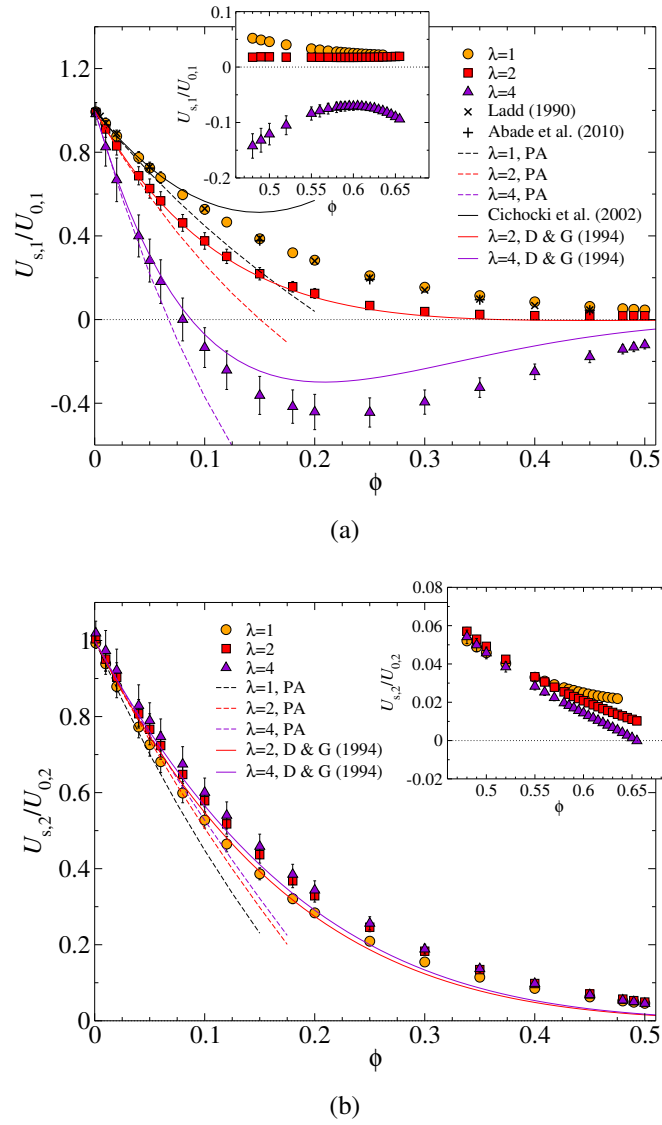 0.1
0
-0.1
-0.2
0.5
0.55
0.6
0.65
ϕ
U_{s,1}/U_{0,1}
λ=1
λ=2
λ=4
Ladd (1990)
Abade et al. (2010)
λ=1, PA
λ=2, PA
λ=4, PA
Cichocki et al. (2002)
λ=2, D & G (1994)
λ=4, D & G (1994)
1.2
0.8
0.4
0
-0.4
U_{s,1}/U_{0,1}
0
0.1
0.2
0.3
0.4
0.5
ϕ
(a)
λ=1
λ=2
λ=4
λ=1, PA
λ=2, PA
λ=4, PA
λ=2, D & G (1994)
λ=4, D & G (1994)
0.08
0.06
0.04
0.02
0
-0.02
0.5
0.55
0.6
0.65
ϕ
U_{s,2}/U_{0,2}
1
0.8
0.6
0.4
0.2
0
U_{s,2}/U_{0,2}
0
0.1
0.2
0.3
0.4
0.5
ϕ
(b)